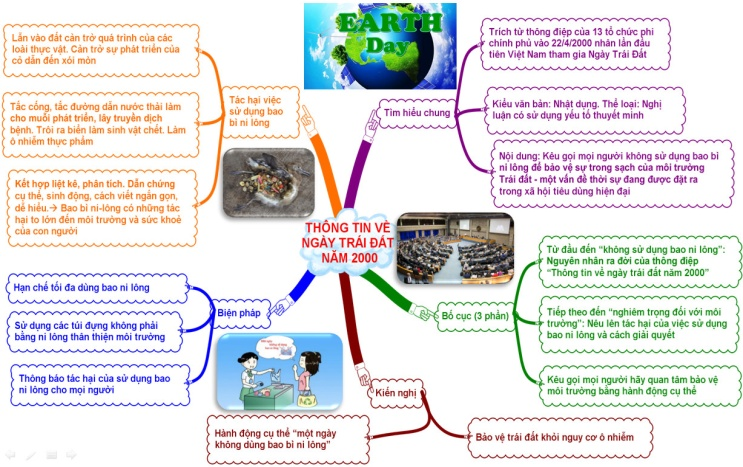 EARTH
Day
Lẩn vào đất cản trở quá trình của các
loài thực vật. Cản trở sự phát triển của
cỏ dẫn đến xói mòn
Tắc cống, tắc đường dẫn nước thải làm
cho muỗi phát triển, lây truyền dịch
bệnh. Trôi ra biển làm sinh vật chết. Làm
ô nhiễm thực phẩm
Kết hợp liệt kê, phân tích. Dẫn chứng
cụ thể, sinh động, cách viết ngắn gọn,
dễ hiểu.→ Bao bì ni-lông có những tác
hại to lớn đến môi trường và sức khoẻ
của con người
Tác hại việc
sử dụng bao
bì ni lông
Tìm hiểu chung
Trích từ thông điệp của 13 tổ chức phi
chính phủ vào 22/4/2000 nhân lần đầu
tiên Việt Nam tham gia Ngày Trái Đất
Kiểu văn bản: Nhật dụng. Thể loại: Nghị
luận có sử dụng yếu tố thuyết minh
Nội dung: Kêu gọi mọi người không sử dụng bao bì
ni lông để bảo vệ sự trong sạch của môi trường
Trái đất - một vấn đề thời sự đang được đặt ra
trong xã hội tiêu dùng hiện đại
THÔNG TIN VỀ
NGÀY TRÁI ĐẤT
NĂM 2000
Hạn chế tối đa dùng bao ni lông
Sử dụng các túi đựng không phải
bằng ni lông thân thiện môi trường
Thông báo tác hại của sử dụng bao
ni lông cho mọi người
Biện pháp
Bố cục (3 phần)
Từ đầu đến “không sử dụng bao ni lông”:
Nguyên nhân ra đời của thông điệp
“Thông tin về ngày trái đất năm 2000”
Tiếp theo đến “nghiêm trọng đối với môi
trường”: Nêu lên tác hại của việc sử dụng
bao ni lông và cách giải quyết
Kêu gọi mọi người hãy quan tâm bảo vệ
môi trường bằng hành động cụ thể
Kiến nghị
Hành động cụ thể “một ngày
không dùng bao bì ni lông”
Bảo vệ trái đất khỏi nguy cơ ô nhiễm